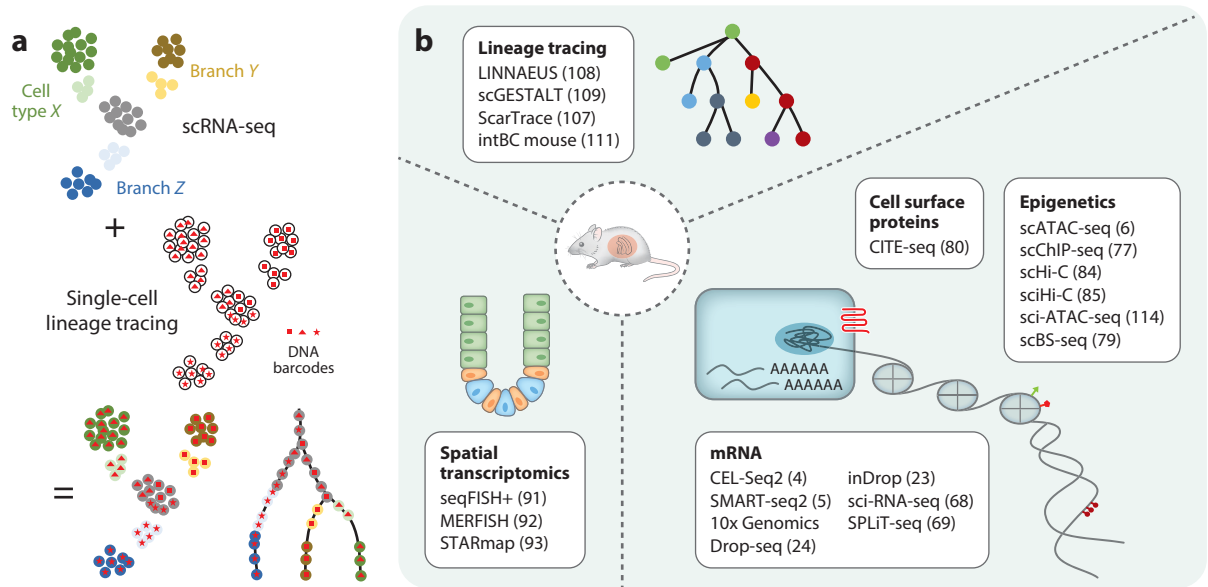 a
Cell
type X
Branch Y
scRNA-seq
Branch Z
+
Single-cell
lineage tracing
DNA
barcodes
=
b
Lineage tracing
LINNAEUS (108)
scGESTALT (109)
ScarTrace (107)
intBC mouse (111)
Cell surface
proteins
CITE-seq (80)
Epigenetics
scATAC-seq (6)
scChIP-seq (77)
scHi-C (84)
sciHi-C (85)
sci-ATAC-seq (114)
scBS-seq (79)
AAAAAA
AAAAAA
Spatial
transcriptomics
seqFISH+ (91)
MERFISH (92)
STARmap (93)
mRNA
CEL-Seq2 (4)
SMART-seq2 (5)
10x Genomics
Drop-seq (24)
inDrop (23)
sci-RNA-seq (68)
SPLiT-seq (69)